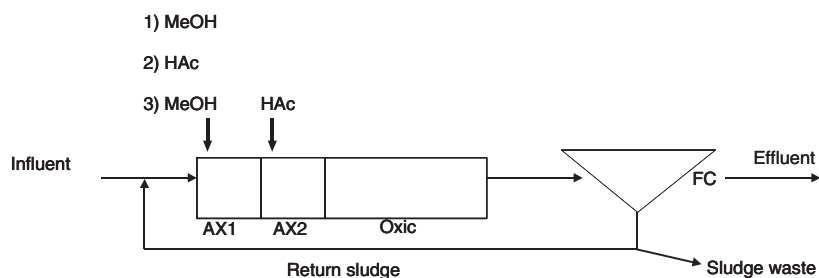 1) MeOH
2) HAc
3) MeOH HAc
Influent
Effluent
FC
AX1 AX2 Oxic
Return sludge
Sludge waste